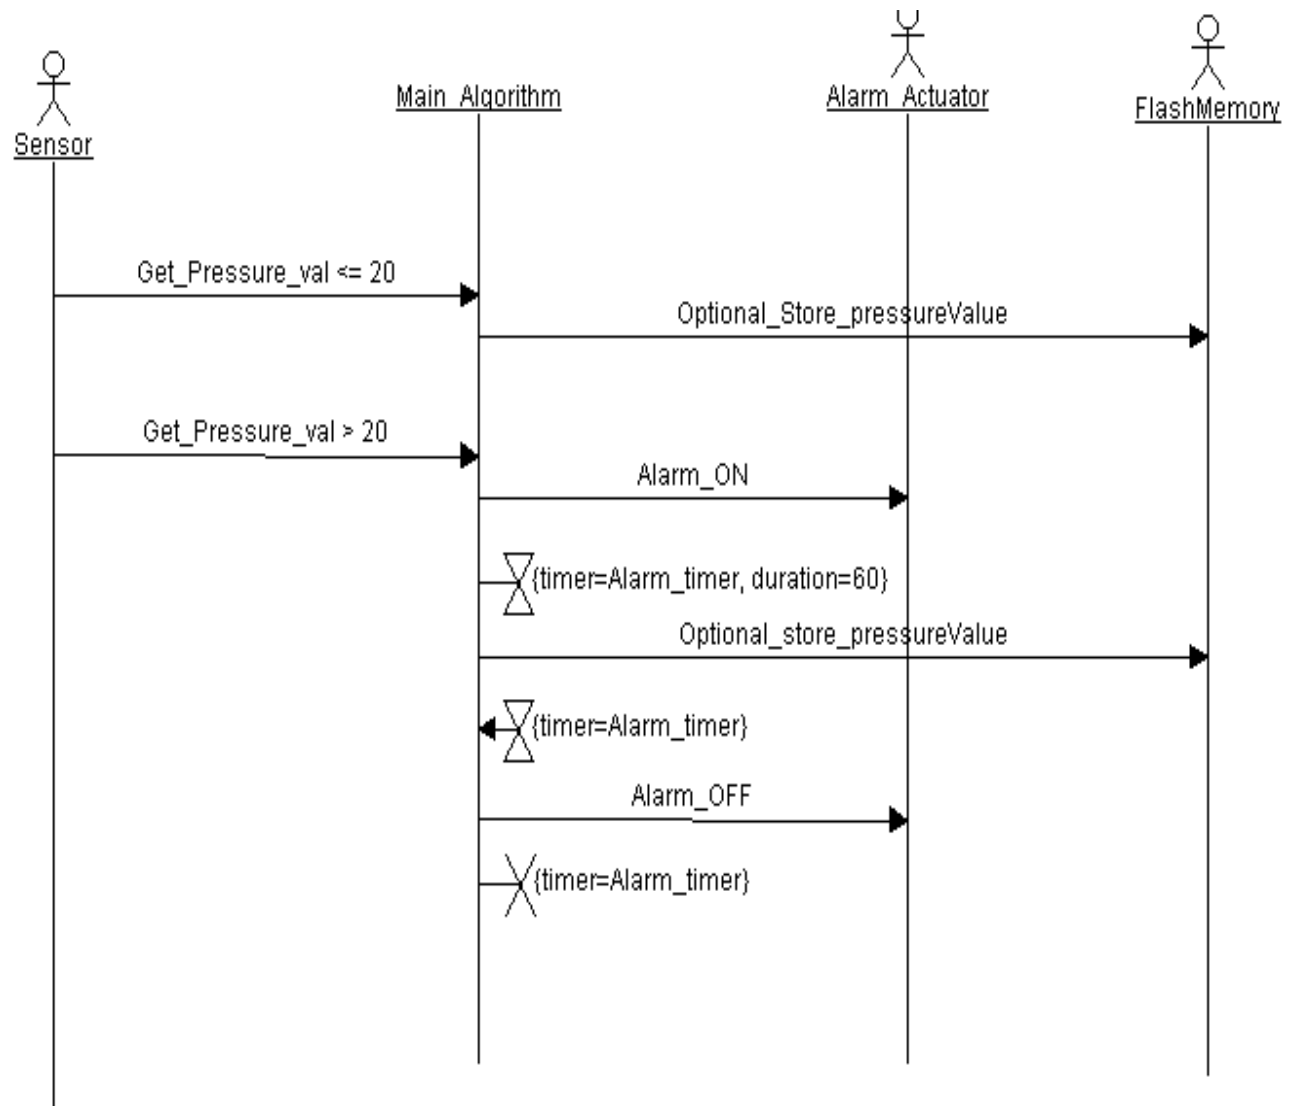 Sensor
Main_Algorithm
Alarm_Actuator
FlashMemory
Get_Pressure_val <= 20
Optional_Store_pressureValue
Get_Pressure_val > 20
Alarm_ON
{timer=Alarm_timer, duration=60}
Optional_store_pressureValue
{timer=Alarm_timer}
Alarm_OFF
{timer=Alarm_timer}